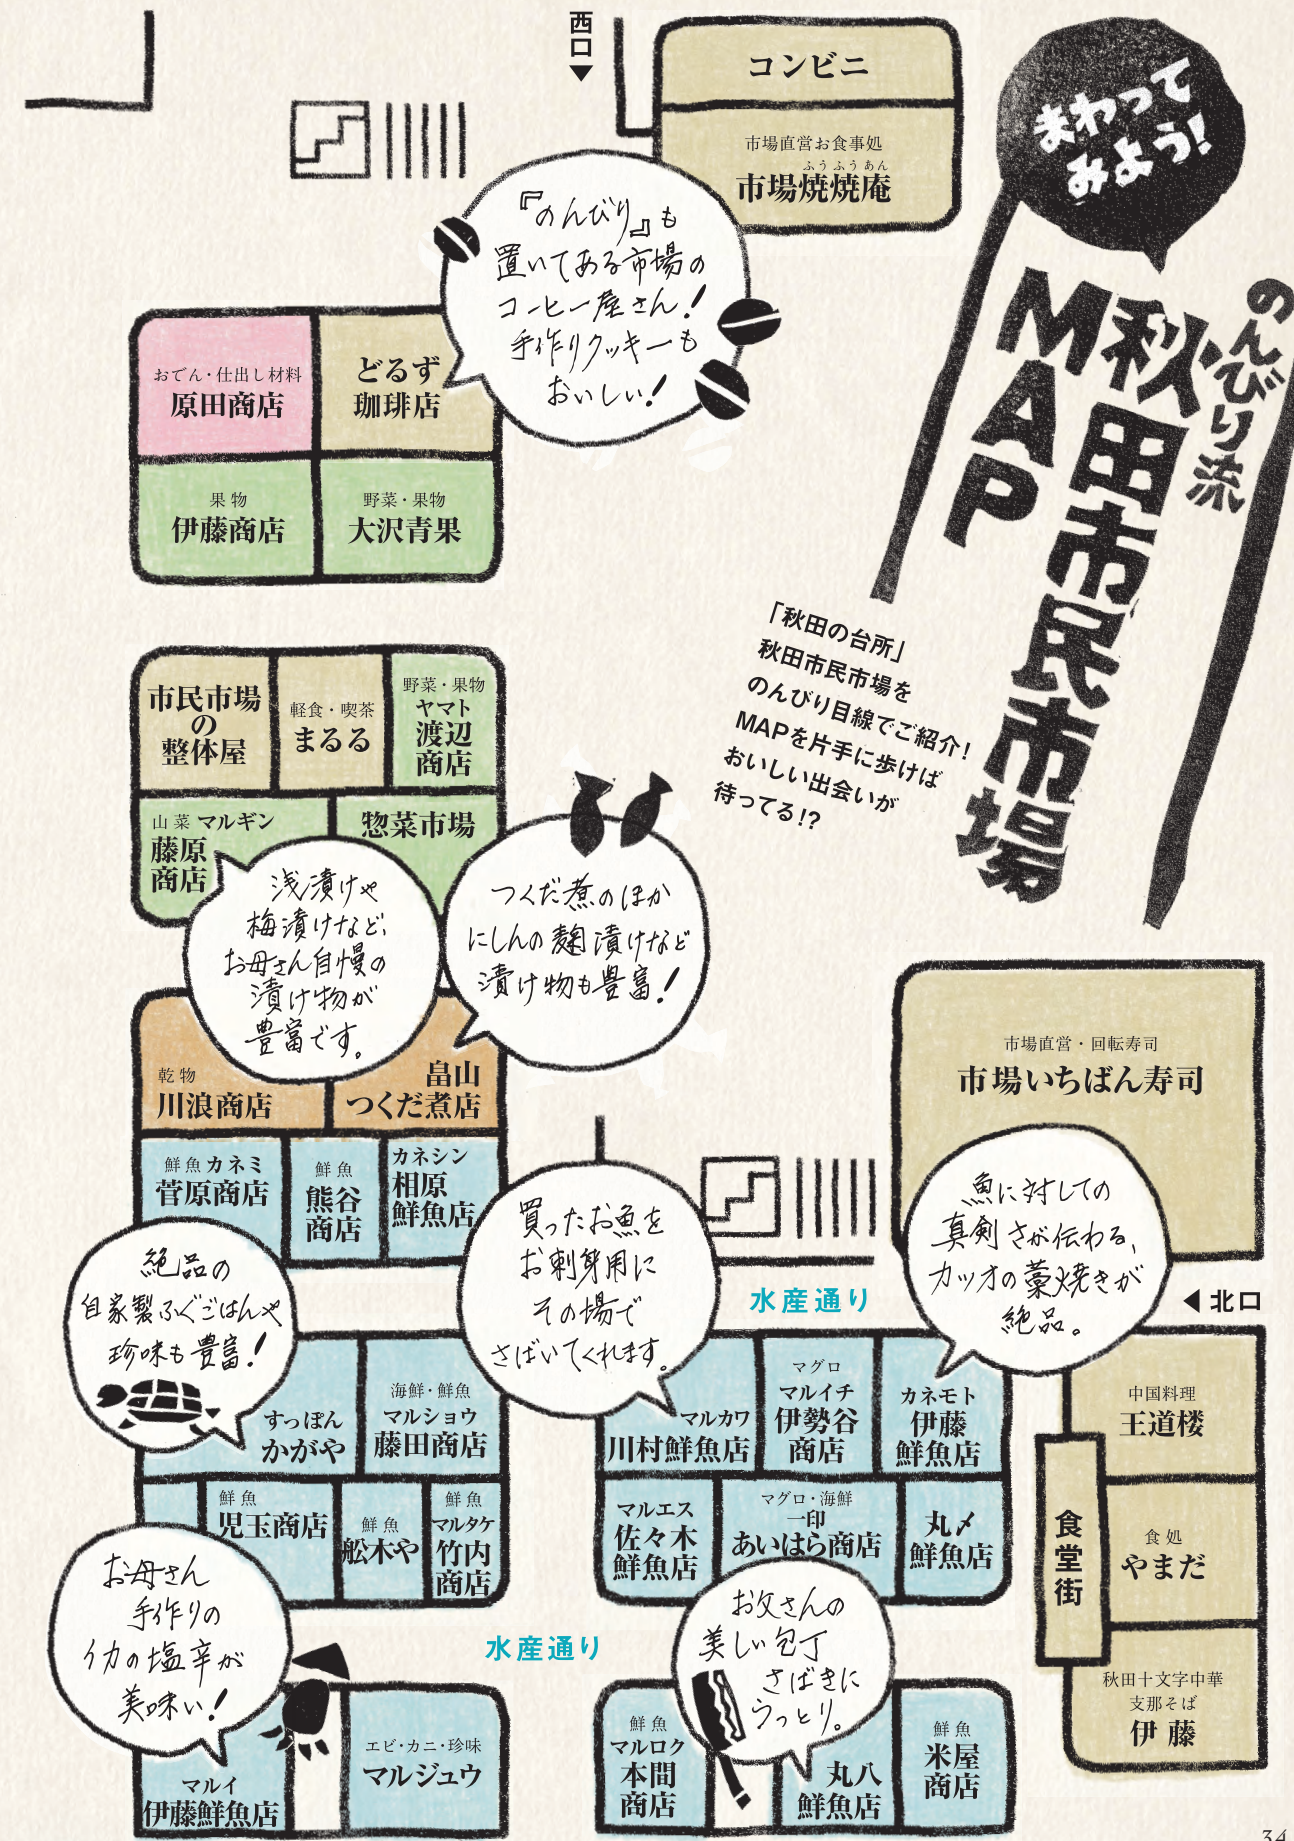 まわって
みよう!
のんびり流
秋田市民市場
MAP
「秋田の台所」
秋田市民市場を
のんびり目線でご紹介!
MAPを片手に歩けば
おいしい出会いが
待ってる!?
西口▼
コンビニ
市場直営お食事処
ふうふうあん
市場焼焼庵
『のんびり』も
置いてある市場の
コーヒー屋さん!
手作りクッキーも
おいしい!
おでん・仕出し材料
原田商店
どるず
珈琲店
果物
伊藤商店
野菜・果物
大沢青果
市民市場
の
整体屋
軽食・喫茶
まるる
野菜・果物
ヤマト
渡辺
商店
山菜 マルギン
藤原
商店
惣菜市場
浅漬けや
梅漬けなど、
お母さん自慢の
漬け物が
豊富です。
つくだ煮のほか
にしんの麹漬けなど
漬け物も豊富!
乾物
川浪商店
畠山
つくだ煮店
鮮魚 カネミ
菅原商店
鮮魚
熊谷
商店
カネシン
相原
鮮魚店
市場直営・回転寿司
市場いちばん寿司
買ったお魚を
お刺身用に
その場で
さばいてくれます。
魚に対しての
真剣さが伝わる、
カツオの藁焼きが
絶品。
水産通り
◀北口
絶品の
自家製ふぐごはんや
珍味も豊富!
すっぽん
かがや
海鮮・鮮魚
マルショウ
藤田商店
マルカワ
川村鮮魚店
マグロ
マルイチ
伊勢谷
商店
カネモト
伊藤
鮮魚店
中国料理
王道楼
鮮魚
児玉商店
鮮魚
舩木や
鮮魚
マルタケ
竹内
商店
マルエス
佐々木
鮮魚店
マグロ・海鮮
一印
あいはら商店
丸〆
鮮魚店
食堂街
食処
やまだ
お母さん
手作りの
イカの塩辛が
美味い!
水産通り
お父さんの
美しい包丁
さばきに
うっとり。
秋田十文字中華
支那そば
伊藤
マルイ
伊藤鮮魚店
エビ・カニ・珍味
マルジュウ
鮮魚
マルロク
本間
商店
丸八
鮮魚店
鮮魚
米屋
商店
34